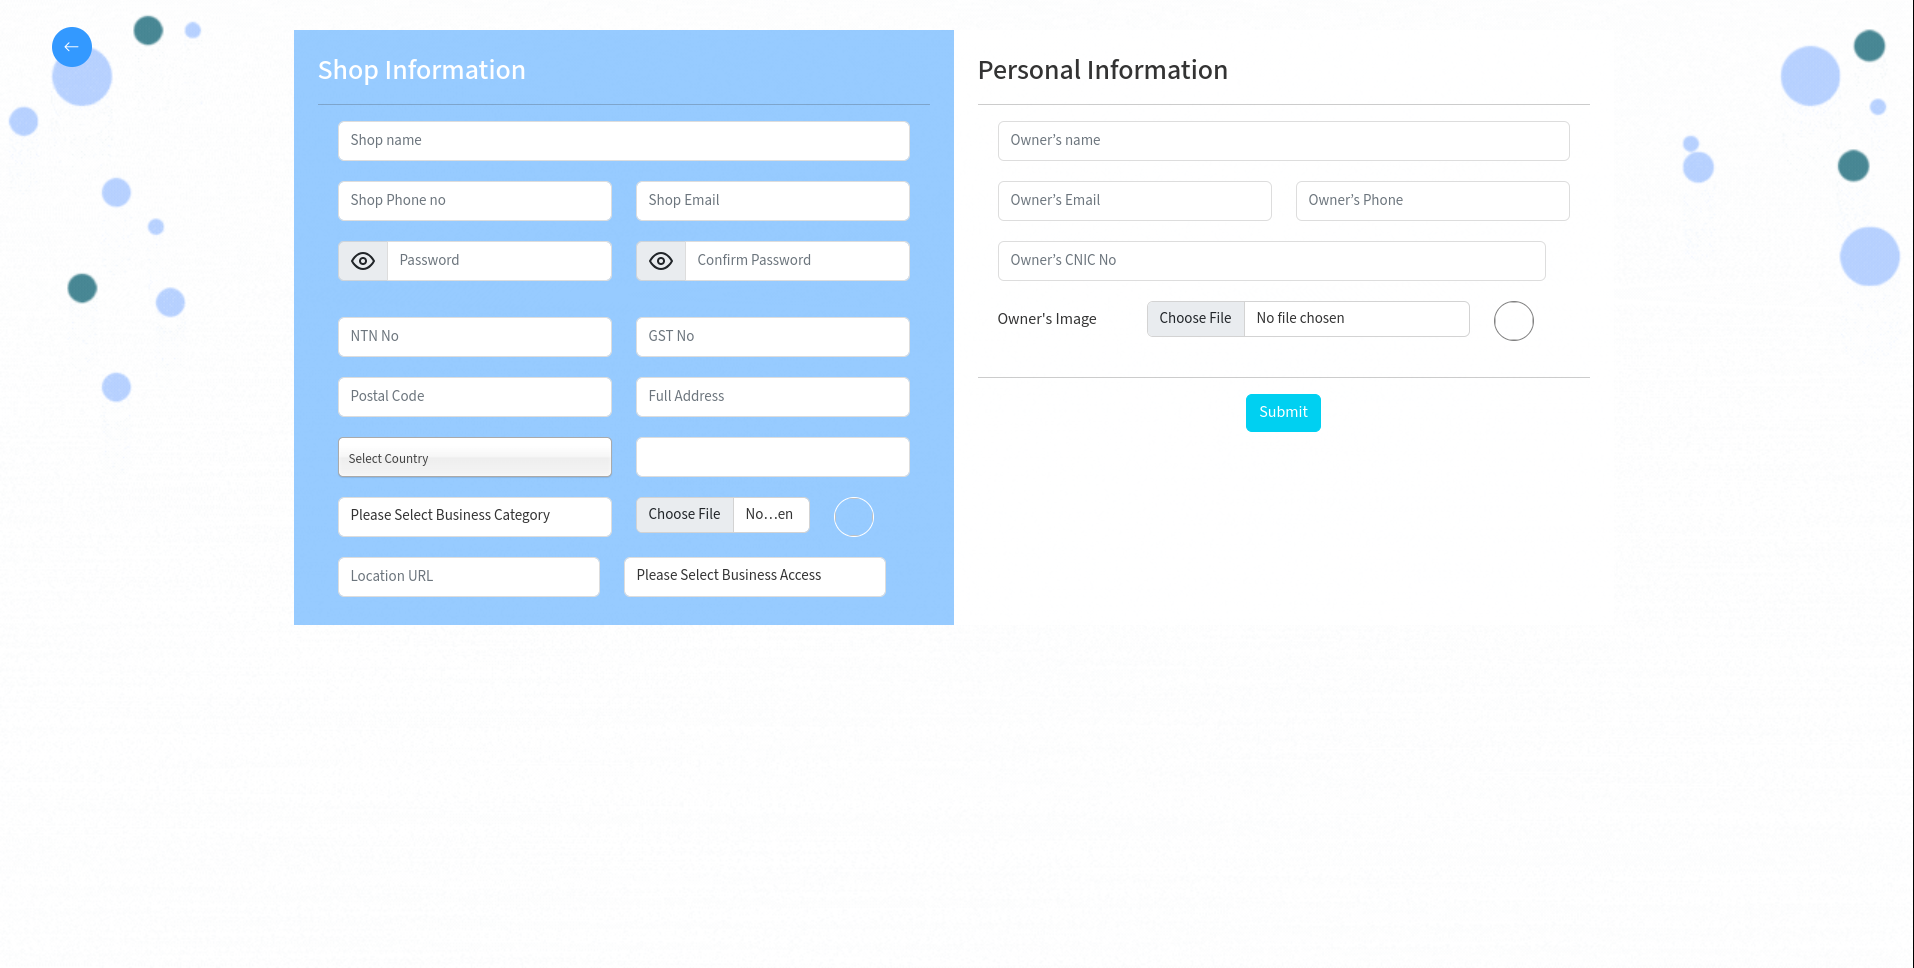 Shop Information
Shop name
Shop Phone no
Shop Email
Password
Confirm Password
NTN No
GST No
Postal Code
Full Address
Select Country
Please Select Business Category
Choose File
No...en
Location URL
Please Select Business Access
Personal Information
Owner’s name
Owner’s Email
Owner’s Phone
Owner’s CNIC No
Owner's Image
Choose File
No file chosen
Submit